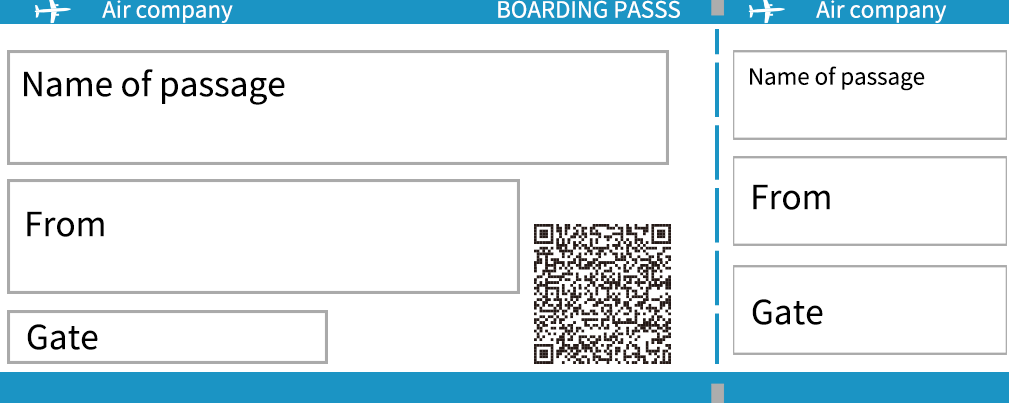 Air company
BOARDING PASSS
Name of passage
From
Gate
Air company
Name of passage
From
Gate